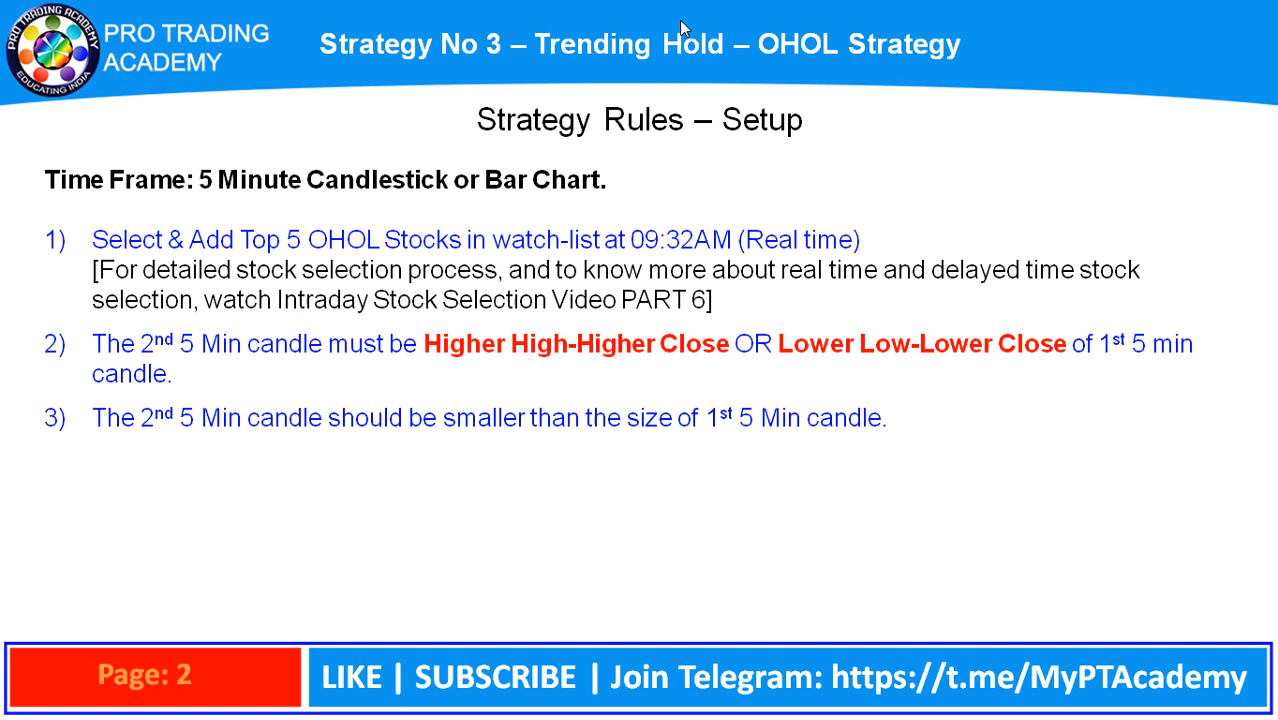 PRO TRADING ACADEMY
EDUCATING INDIA
PRO TRADING
ACADEMY
Strategy No 3 – Trending Hold – OHOL Strategy
Strategy Rules – Setup
Time Frame: 5 Minute Candlestick or Bar Chart.
1) Select & Add Top 5 OHOL Stocks in watch-list at 09:32AM (Real time)
[For detailed stock selection process, and to know more about real time and delayed time stock
selection, watch Intraday Stock Selection Video PART 6]
2) The 2nd 5 Min candle must be Higher High-Higher Close OR Lower Low-Lower Close of 1st 5 min
candle.
3) The 2nd 5 Min candle should be smaller than the size of 1st 5 Min candle.
Page: 2
LIKE | SUBSCRIBE | Join Telegram: https://t.me/MyPTAcademy